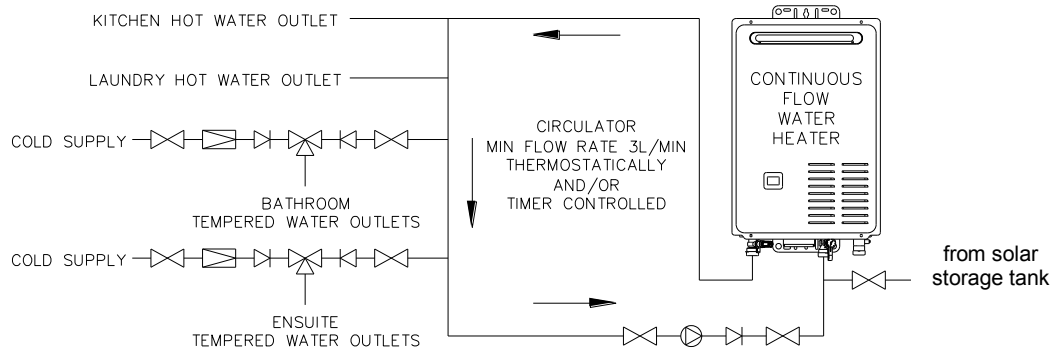 KITCHEN HOT WATER OUTLET
LAUNDRY HOT WATER OUTLET
COLD SUPPLY
BATHROOM
TEMPERED WATER OUTLETS
COLD SUPPLY
ENSUITE
TEMPERED WATER OUTLETS
CIRCULATOR
MIN FLOW RATE 3L/MIN
THERMOSTATICALLY
AND/OR
TIMER CONTROLLED
CONTINUOUS
FLOW
WATER
HEATER
from solar
storage tank